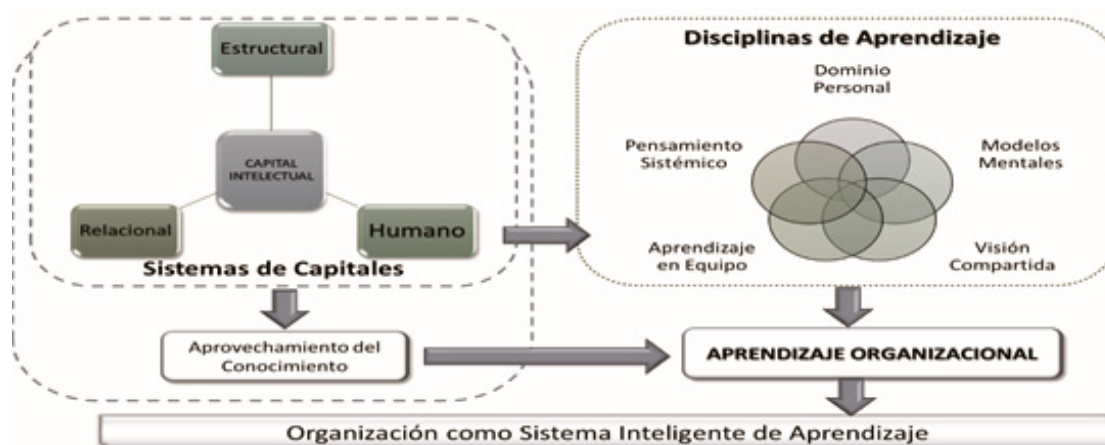 Estructural
CAPITAL
INTELECTUAL
Relacional
Humano
Sistemas de Capitales
Aprovechamiento del
Conocimiento
Disciplinas de Aprendizaje
Dominio
Personal
Pensamiento
Sistémico
Modelos
Mentales
Aprendizaje
en Equipo
Visión
Compartida
APRENDIZAJE ORGANIZACIONAL
Organización como Sistema Inteligente de Aprendizaje